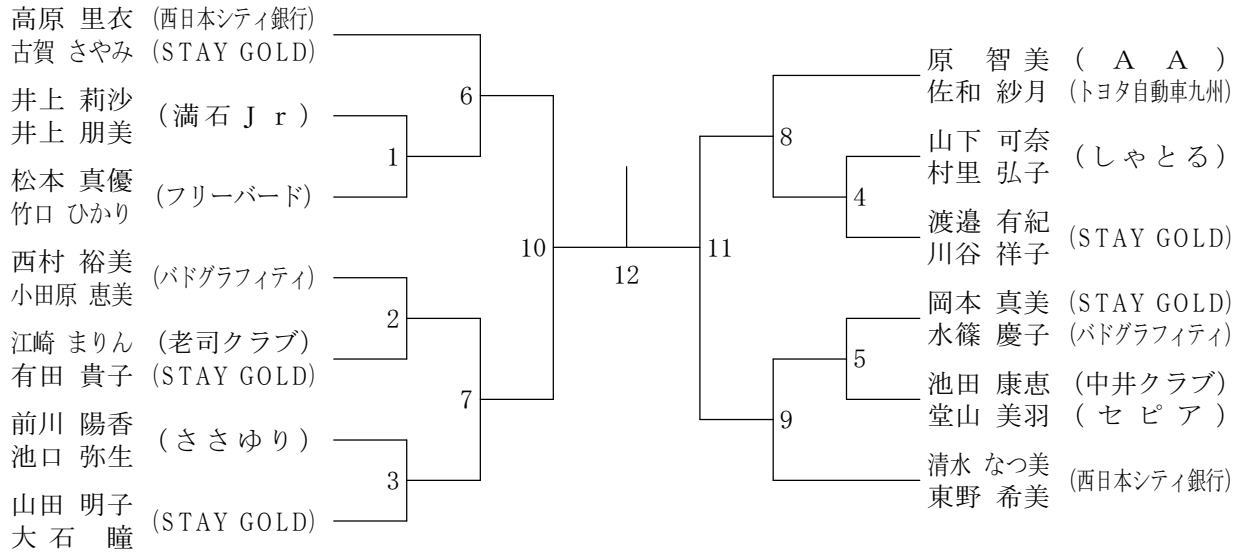 高原 里衣 (西日本シティ銀行)
古賀 さやみ (STAY GOLD)
井上 莉沙
井上 朋美
(満石Jr)
松本 真優
竹口 ひかり
(フリーバード)
西村 裕美
小田原 恵美
(バドグラフィティ)
江崎 まりん (老司クラブ)
有田 貴子 (STAY GOLD)
前川 陽香
池口 弥生
(ささゆり)
山田 明子
大石 瞳
(STAY GOLD)
1
2
3
6
7
10
12
11
8
9
4
5
原 智美 (AA)
佐和 紗月 (トヨタ自動車九州)
山下 可奈
村里 弘子
(しゃとる)
渡邉 有紀
川谷 祥子
(STAY GOLD)
岡本 真美 (STAY GOLD)
水篠 慶子 (バドグラフィティ)
池田 康恵 (中井クラブ)
堂山 美羽 (セピア)
清水 なつ美
東野 希美
(西日本シティ銀行)